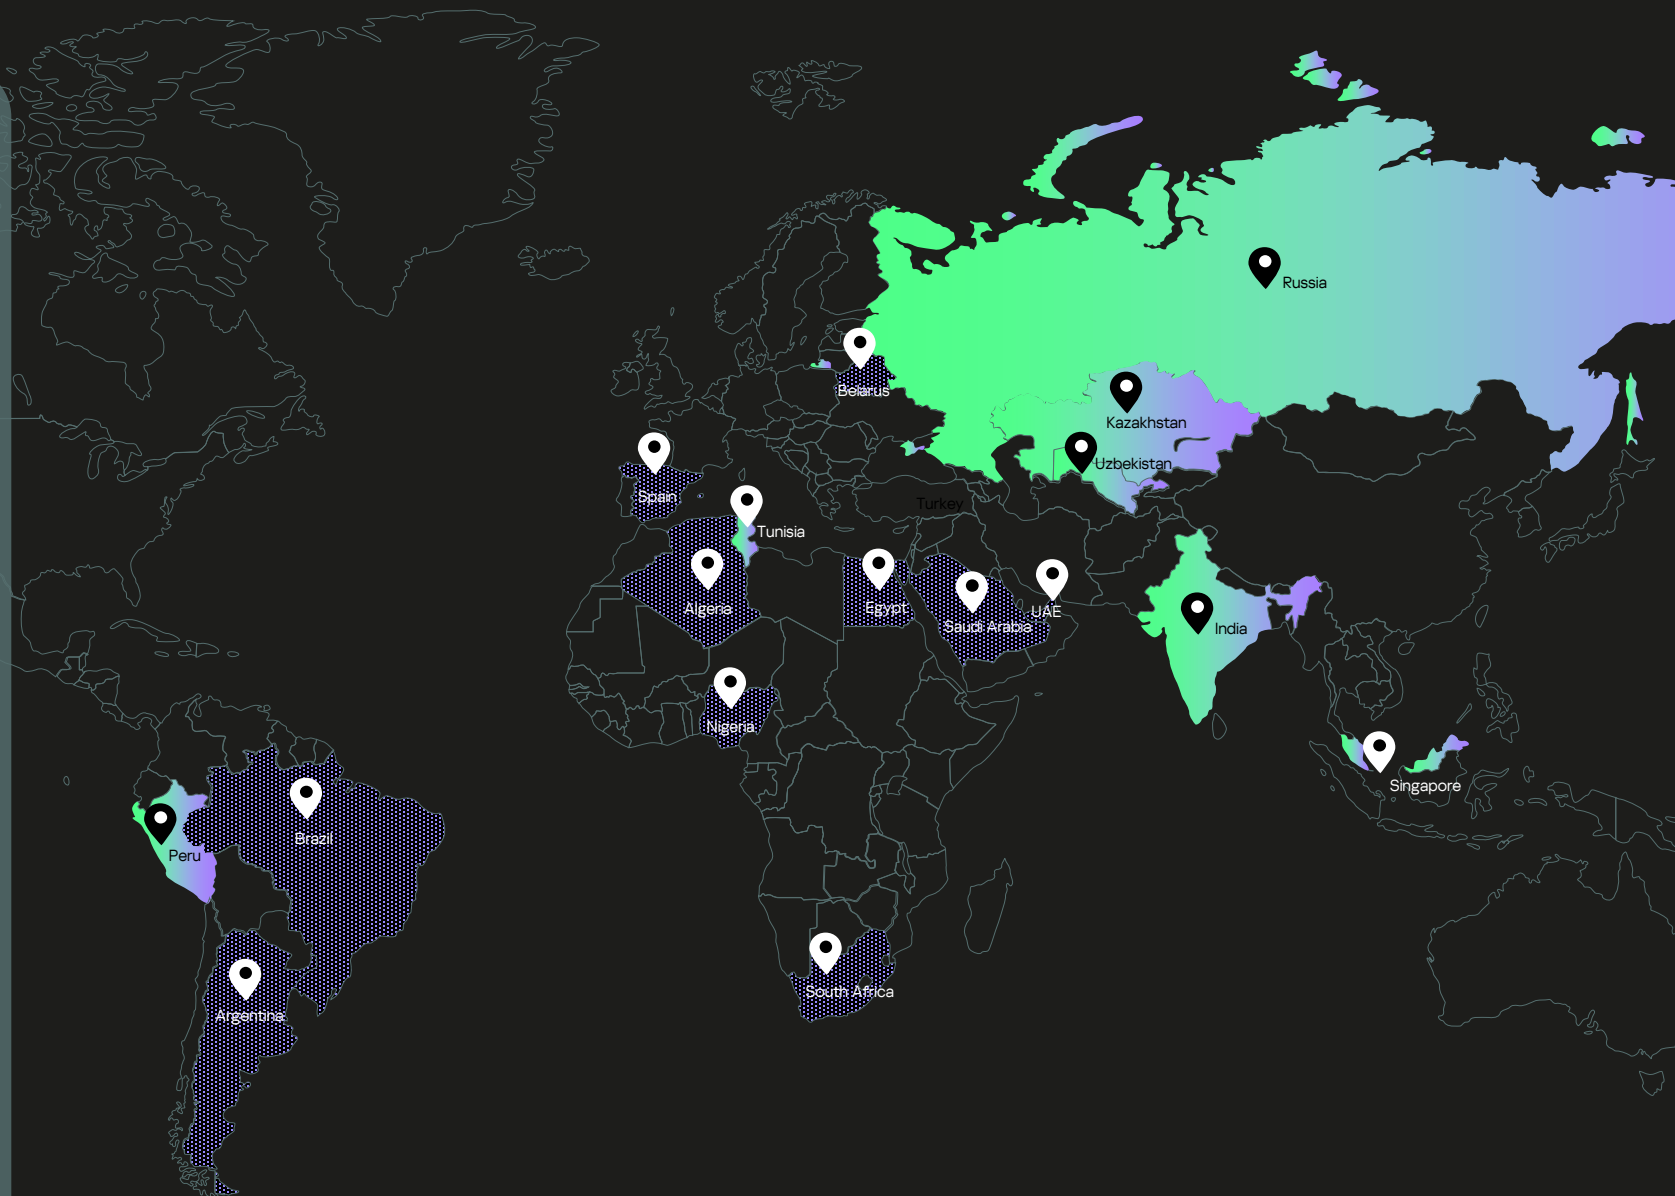 Russia
Belarus
Kazakhstan
Uzbekistan
Spain
Turkey
Tunisia
Algeria
Egypt
UAE
Saudi Arabia
India
Nigeria
Singapore
Brazil
Peru
South Africa
Argentina